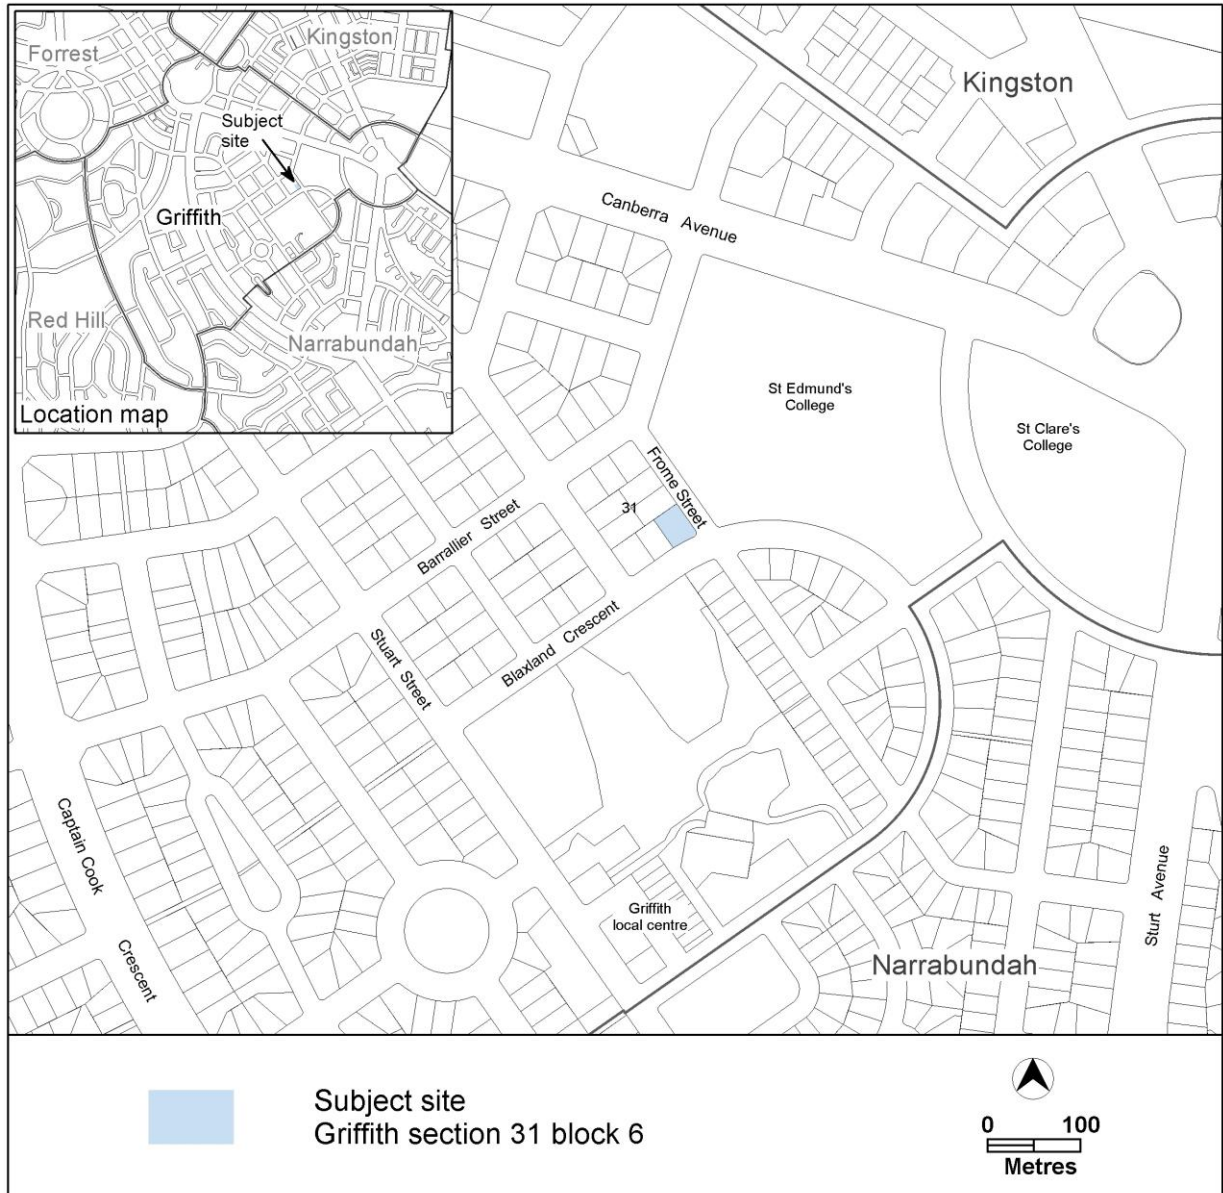 Forrest
Kingston
Subject
site
Griffith
Red Hill
Narrabundah
Location map
Kingston
Canberra Avenue
St Edmund's
College
St Clare's
College
Frome Street
31
Barrallier Street
Blaxland Crescent
Stuart Street
Captain Cook
Crescent
Griffith
local centre
Narrabundah
Sturt Avenue
Subject site
Griffith section 31 block 6
0 100
Metres